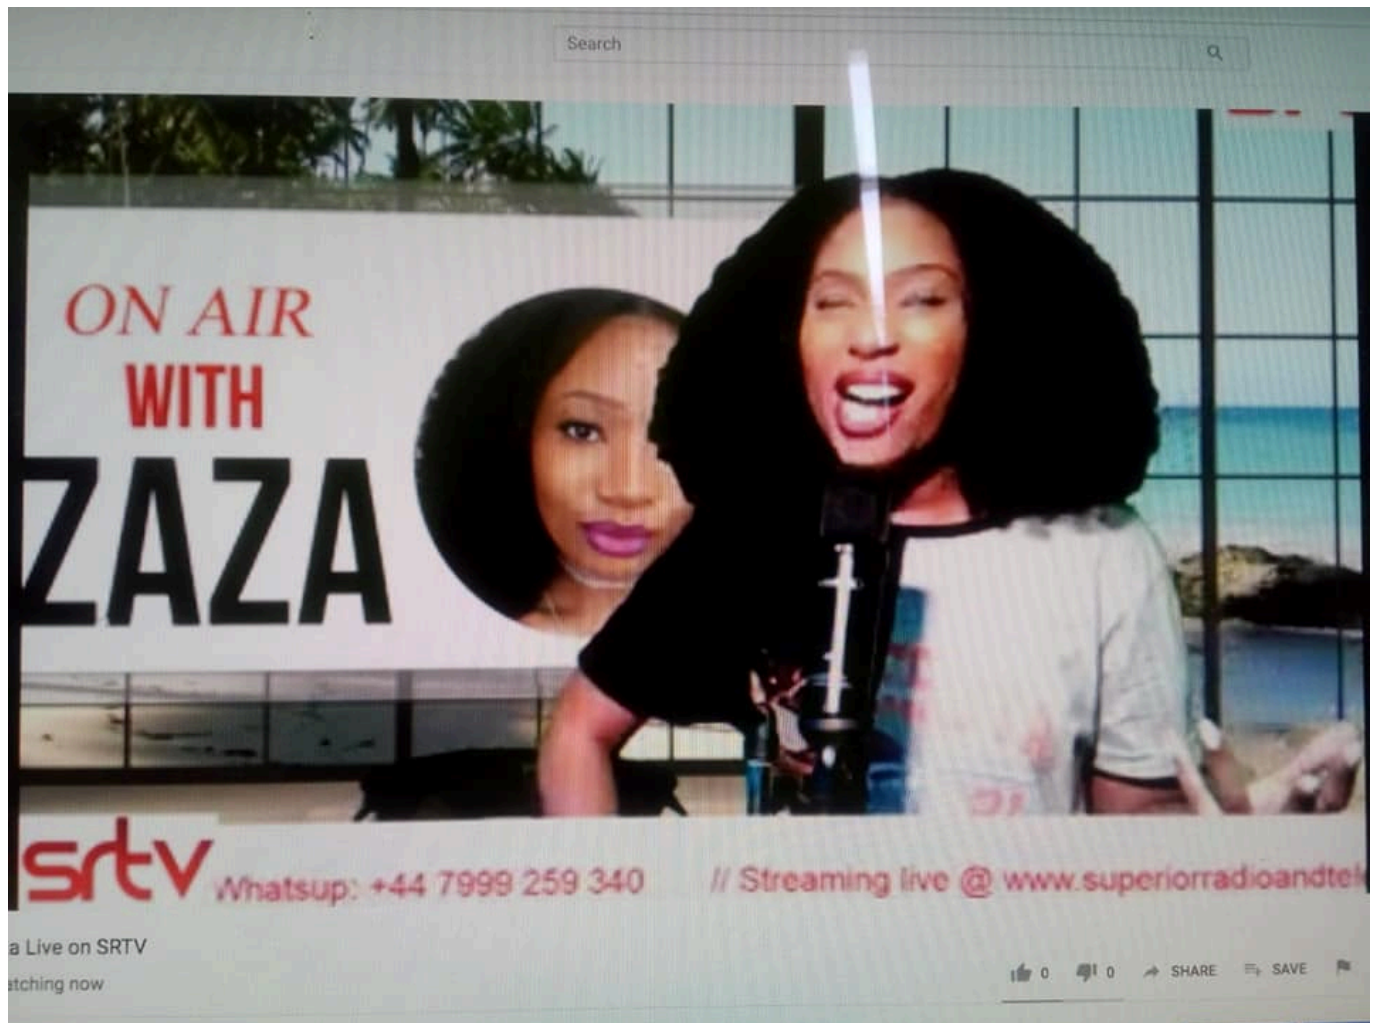 Search
ON AIR
WITH
ZAZA
srtv
Whatsup: +44 7999 259 340 // Streaming live @ www.superiorradioandtel
a Live on SRTV
atching now
0 0 SHARE SAVE